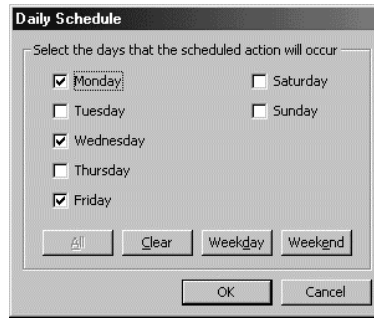 Daily Schedule
Select the days that the scheduled action will occur
Monday
Saturday
Tuesday
Sunday
Wednesday
Thursday
Friday
All
Clear
Weekday
Weekend
OK
Cancel